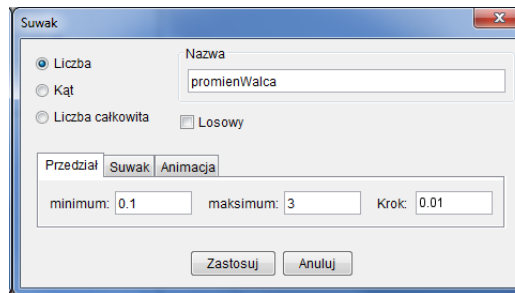 Suwak
Liczba
Kąt
Liczba całkowita
Nazwa
promienWalca
Losowy
Przedział Suwak Animacja
minimum: 0.1 maksimum: 3 Krok: 0.01
Zastosuj Anuluj